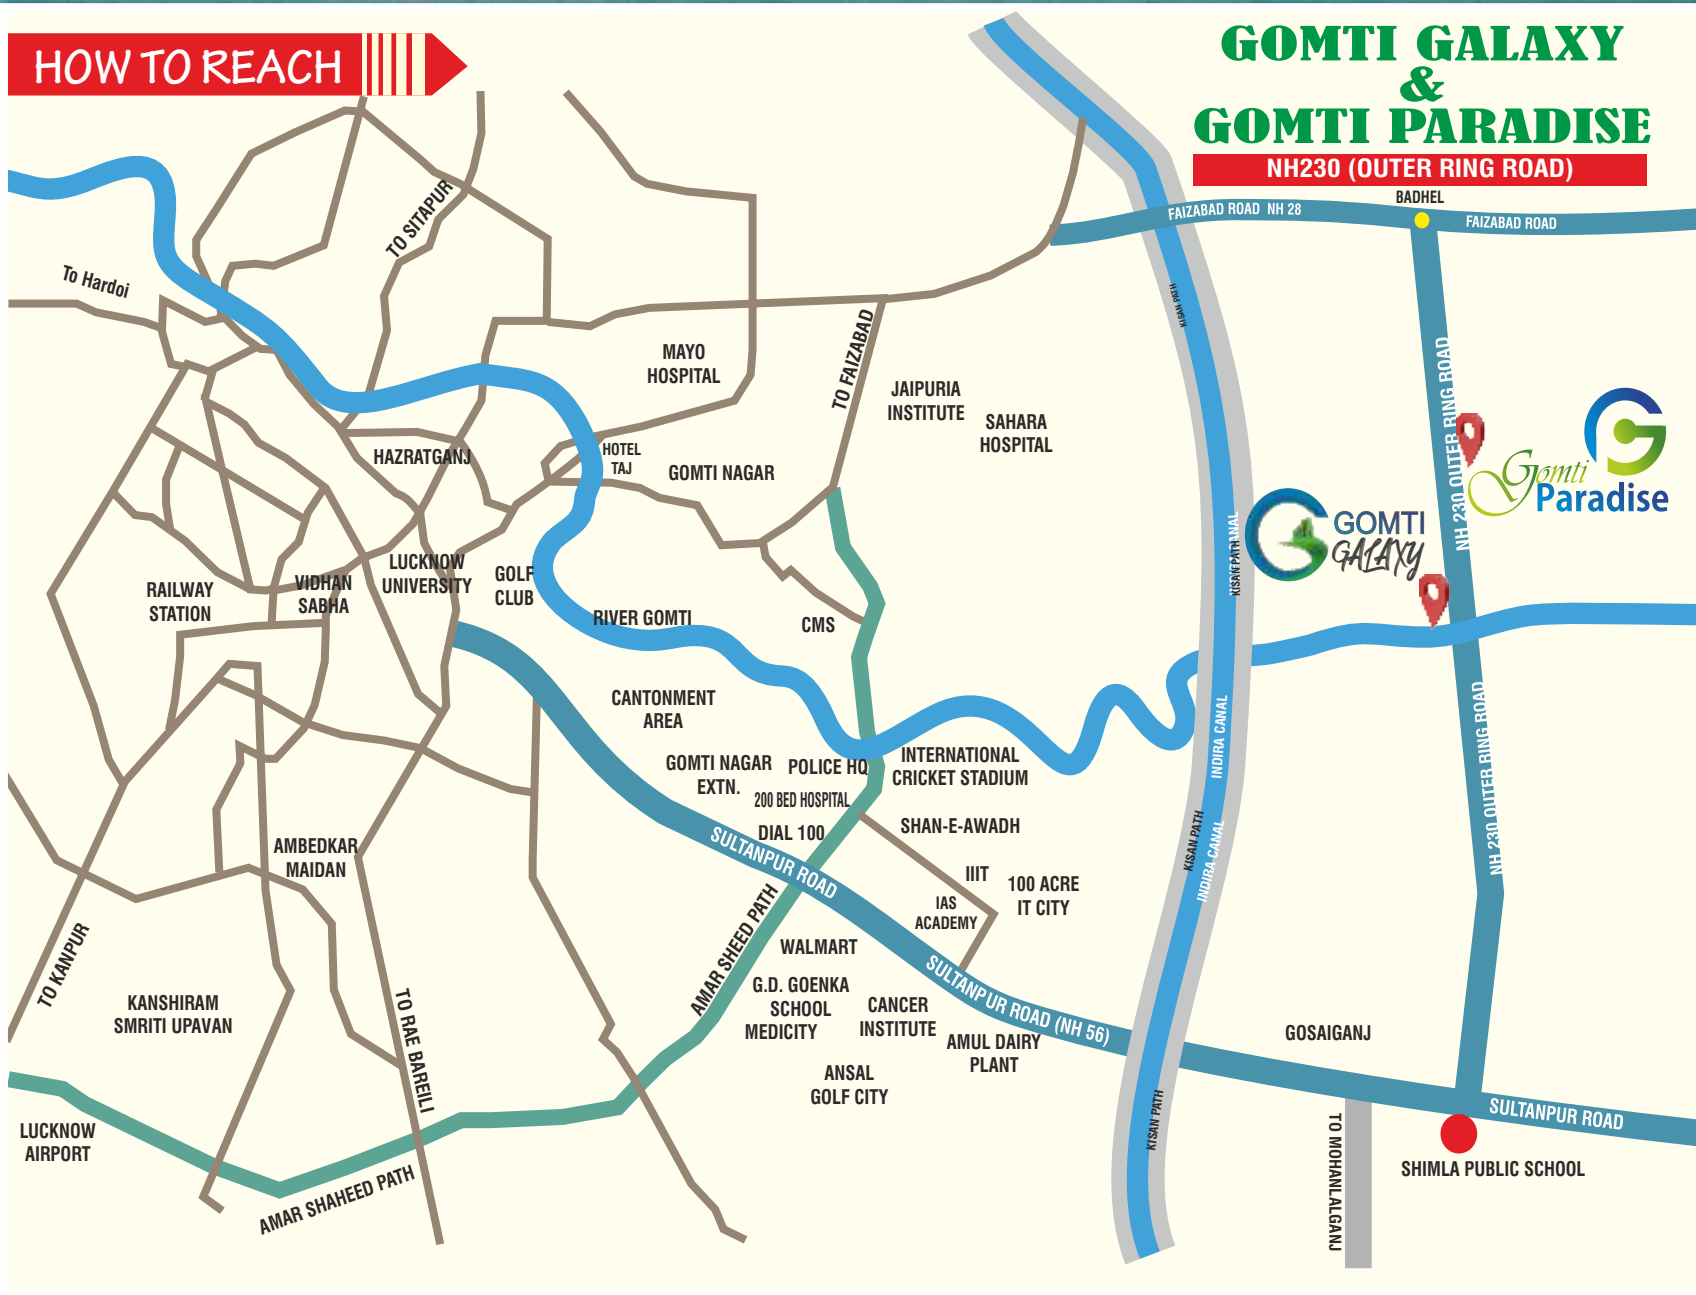 HOW TO REACH
GOMTI GALAXY
&
GOMTI PARADISE
NH230 (OUTER RING ROAD)
BADHEL
FAIZABAD ROAD NH 28
FAIZABAD ROAD
TO SITAPUR
To Hardoi
KISAN PATH
MAYO
HOSPITAL
TO FAIZABAD
JAIPURIA
INSTITUTE
SAHARA
HOSPITAL
NH 230 OUTER RING ROAD
HAZRATGANJ
HOTEL
TAJ
GOMTI NAGAR
Gomti
Paradise
GOMTI
GALAXY
KISAN PATH
LUCKNOW
UNIVERSITY
GOLF
CLUB
RAILWAY
STATION
VIDHAN
SABHA
RIVER GOMTI
CMS
CANTONMENT
AREA
INDIRA CANAL
NH 230 OUTER RING ROAD
GOMTI NAGAR
EXTN.
POLICE HQ
INTERNATIONAL
CRICKET STADIUM
200 BED HOSPITAL
DIAL 100
SHAN-E-AWADH
KISAN PATH
INDIRA CANAL
AMBEDKAR
MAIDAN
SULTANPUR ROAD
IIIT
100 ACRE
IT CITY
IAS
ACADEMY
AMAR SHEED PATH
WALMART
TO KANPUR
G.D. GOENKA
SCHOOL
MEDICITY
CANCER
INSTITUTE
SULTANPUR ROAD (NH 56)
KANSHIRAM
SMRITI UPAVAN
TO RAE BAREILI
AMUL DAIRY
PLANT
GOSAIGANJ
ANSAL
GOLF CITY
KISAN PATH
SULTANPUR ROAD
LUCKNOW
AIRPORT
TO MOHANLALGANJ
SHIMLA PUBLIC SCHOOL
AMAR SHAHEED PATH